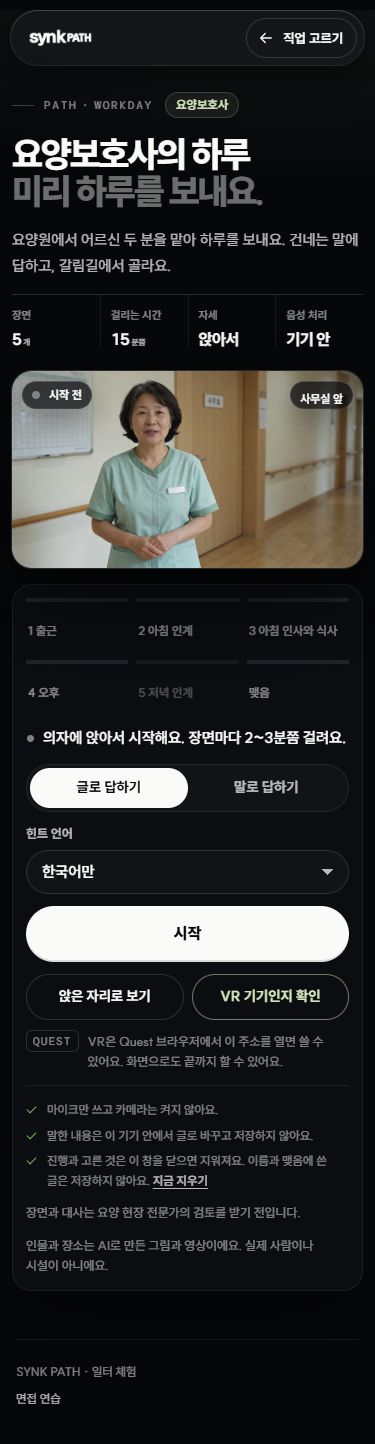 synk PATH
← 직업 고르기
PATH · WORKDAY 요양보호사
요양보호사의 하루
미리 하루를 보내요.
요양원에서 어르신 두 분을 맡아 하루를 보내요. 건네는 말에
답하고, 갈림길에서 골라요.
장면 걸리는 시간 자세 음성 처리
5개 15분쯤 앉아서 기기 안
시작 전 사무실 앞
1 출근 2 아침 인계 3 아침 인사와 식사
4 오후 5 저녁 인계 맺음
의자에 앉아서 시작해요. 장면마다 2~3분쯤 걸려요.
글로 답하기 말로 답하기
힌트 언어
한국어만
시작
앉은 자리로 보기 VR 기기인지 확인
QUEST VR은 Quest 브라우저에서 이 주소를 열면 쓸 수
있어요. 화면으로도 끝까지 할 수 있어요.
마이크만 쓰고 카메라는 켜지 않아요.
말한 내용은 이 기기 안에서 글로 바꾸고 저장하지 않아요.
진행과 고른 것은 이 창을 닫으면 지워져요. 이름과 맺음에 쓴
글은 저장하지 않아요. 지금 지우기
장면과 대사는 요양 현장 전문가의 검토를 받기 전입니다.
인물과 장소는 AI로 만든 그림과 영상이에요. 실제 사람이나
시설이 아니에요.
SYNK PATH · 일터 체험
면접 연습